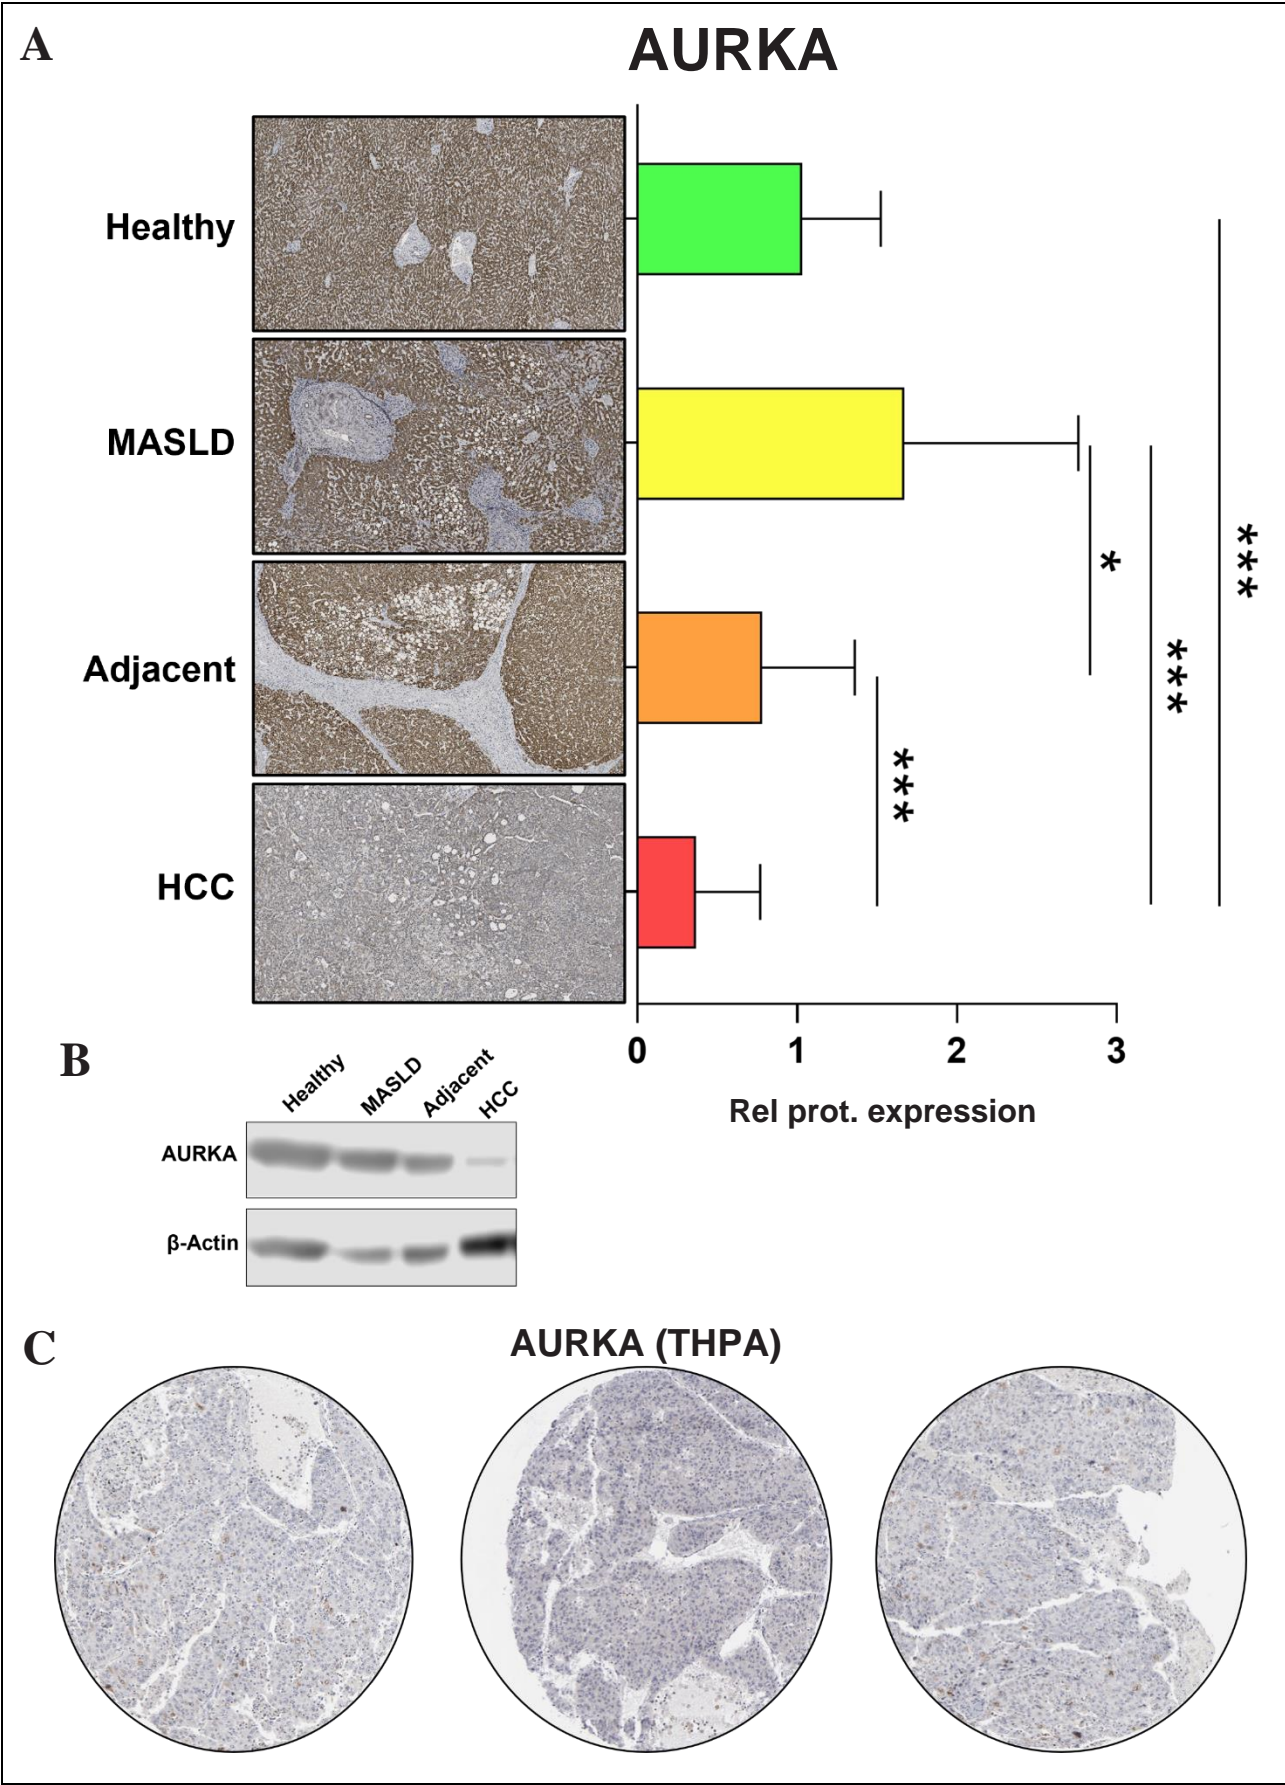 A
AURKA
Healthy
MASLD
Adjacent
HCC
*
***
***
***
0 1 2 3
Rel prot. expression
B
Healthy MASLD Adjacent HCC
AURKA
β-Actin
C
AURKA (THPA)